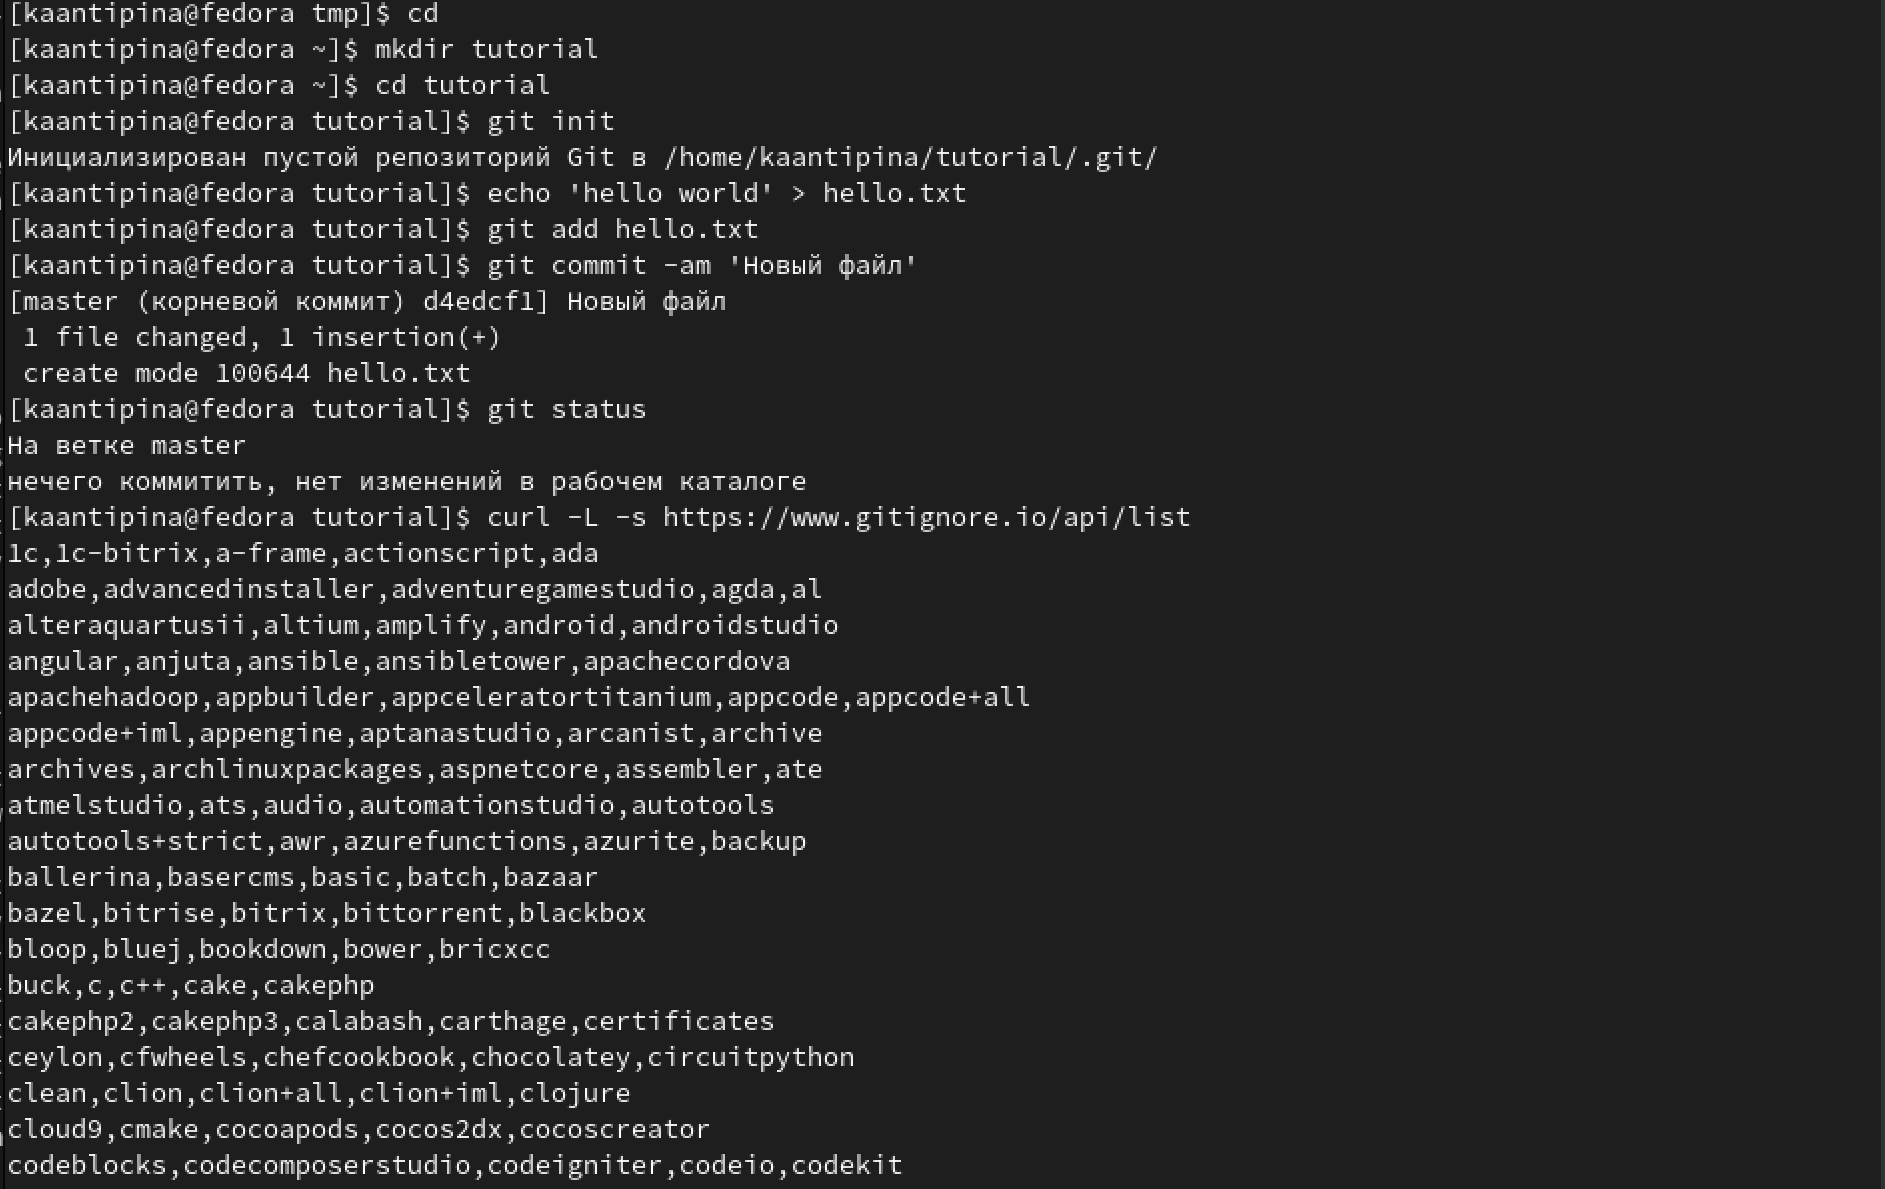 [kaantipina@fedora tmp]$ cd
[kaantipina@fedora ~]$ mkdir tutorial
[kaantipina@fedora ~]$ cd tutorial
[kaantipina@fedora tutorial]$ git init
Инициализирован пустой репозиторий Git в /home/kaantipina/tutorial/.git/
[kaantipina@fedora tutorial]$ echo 'hello world' > hello.txt
[kaantipina@fedora tutorial]$ git add hello.txt
[kaantipina@fedora tutorial]$ git commit -am 'Новый файл'
[master (корневой коммит) d4edcf1] Новый файл
 1 file changed, 1 insertion(+)
 create mode 100644 hello.txt
[kaantipina@fedora tutorial]$ git status
На ветке master
нечего коммитить, нет изменений в рабочем каталоге
[kaantipina@fedora tutorial]$ curl -L -s https://www.gitignore.io/api/list
1c,1c-bitrix,a-frame,actionscript,ada
adobe,advancedinstaller,adventuregamestudio,agda,al
alteraquartusii,altium,amplify,android,androidstudio
angular,anjuta,ansible,ansibletower,apachecordova
apachehadoop,appbuilder,appceleratortitanium,appcode,appcode+all
appcode+iml,appengine,aptanastudio,arcanist,archive
archives,archlinuxpackages,aspnetcore,assembler,ate
atmelstudio,ats,audio,automationstudio,autotools
autotools+strict,awr,azurefunctions,azurite,backup
ballerina,basercms,basic,batch,bazaar
bazel,bitrise,bitrix,bittorrent,blackbox
bloop,bluej,bookdown,bower,bricxcc
buck,c,c++,cake,cakephp
cakephp2,cakephp3,calabash,carthage,certificates
ceylon,cfwheels,chefcookbook,chocolatey,circuitpython
clean,clion,clion+all,clion+iml,clojure
cloud9,cmake,cocoapods,cocos2dx,cocoscreator
codeblocks,codecomposerstudio,codeigniter,codeio,codekit